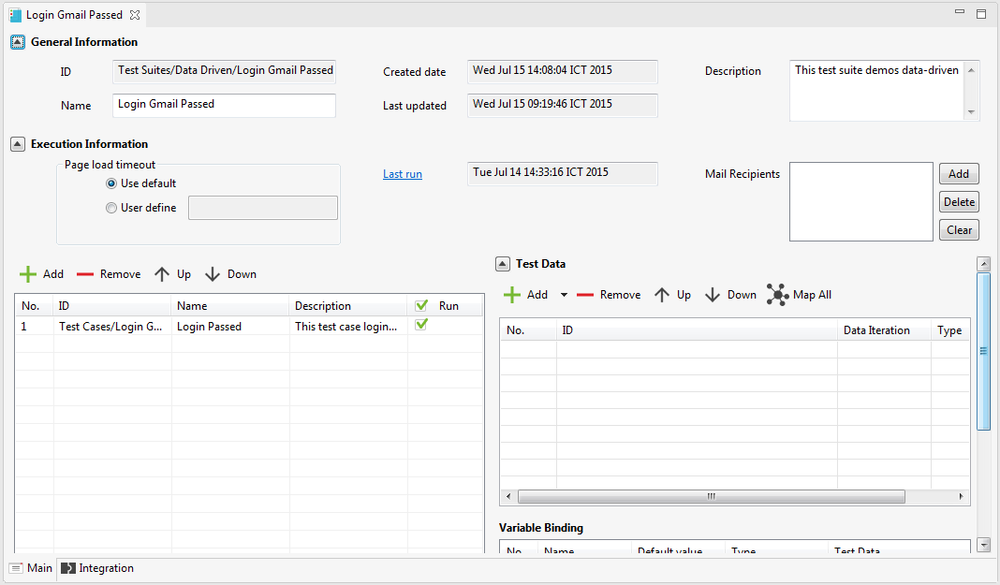 Login Gmail Passed
General Information
ID Test Suites/Data Driven/Login Gmail Passed Created date Wed Jul 15 14:08:04 ICT 2015 Description This test suite demos data-driven
Name Login Gmail Passed Last updated Wed Jul 15 09:19:46 ICT 2015
Execution Information
Page load timeout
Use default Last run Tue Jul 14 14:33:16 ICT 2015 Mail Recipients Add
User define Delete
Clear
Add Remove Up Down
No. ID Name Description Run
1 Test Cases/Login G... Login Passed This test case login...
Test Data
Add Remove Up Down Map All
No. ID Data Iteration Type
Variable Binding
No. Name Default value Type Test Data
Main Integration